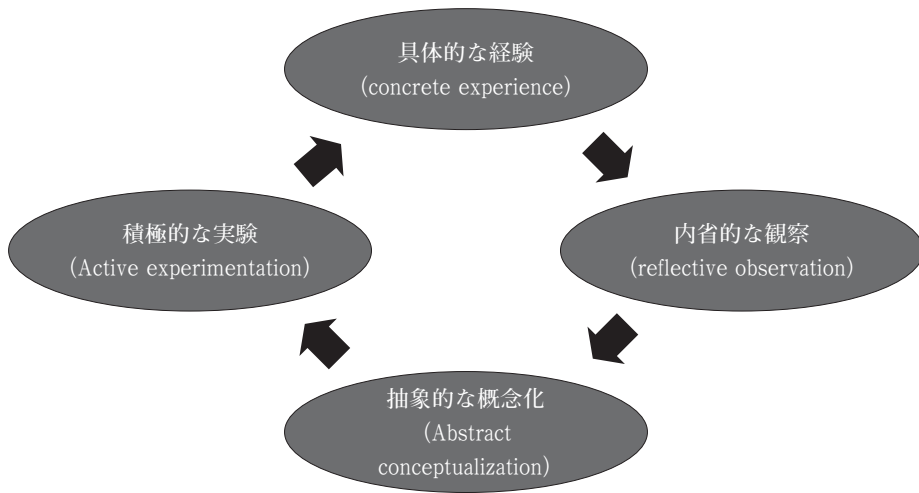 具体的な経験
(concrete experience)
積極的な実験
(Active experimentation)
内省的な観察
(reflective observation)
抽象的な概念化
(Abstract
conceptualization)